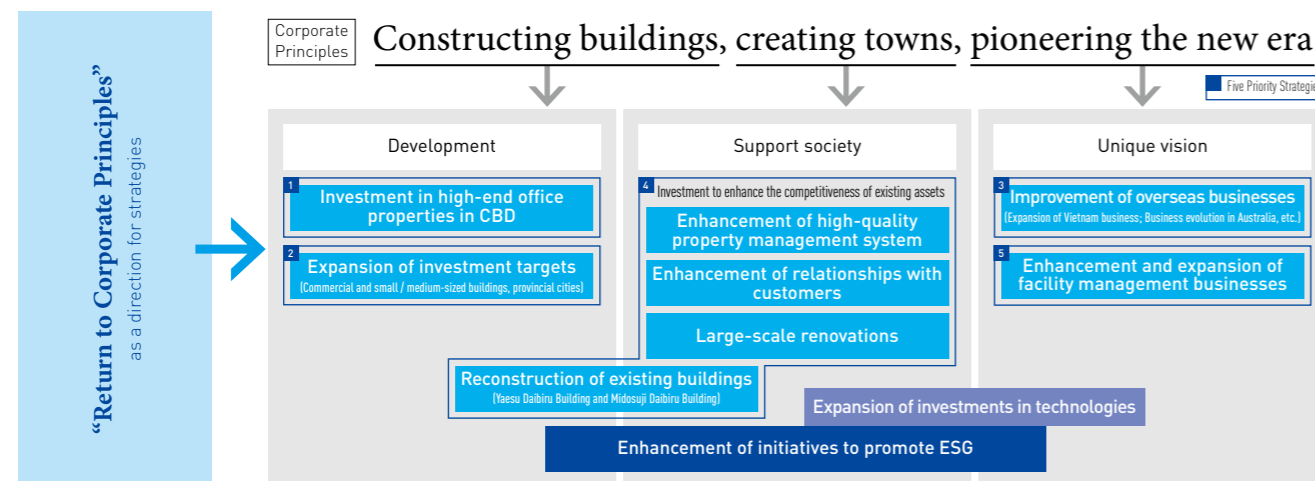 “Return to Corporate Principles”
as a direction for strategies
Corporate
Principles
Constructing buildings, creating towns, pioneering the new era
Five Priority Strategie
Development
1
Investment in high-end office
properties in CBD
2
Expansion of investment targets
(Commercial and small / medium-sized buildings, provincial cities)
Support society
4
Investment to enhance the competitiveness of existing assets
Enhancement of high-quality
property management system
Enhancement of relationships with
customers
Large-scale renovations
Reconstruction of existing buildings
(Yaesu Daibiru Building and Midosuji Daibiru Building)
Unique vision
3
Improvement of overseas businesses
(Expansion of Vietnam business; Business evolution in Australia, etc.)
5
Enhancement and expansion of
facility management businesses
Expansion of investments in technologies
Enhancement of initiatives to promote ESG